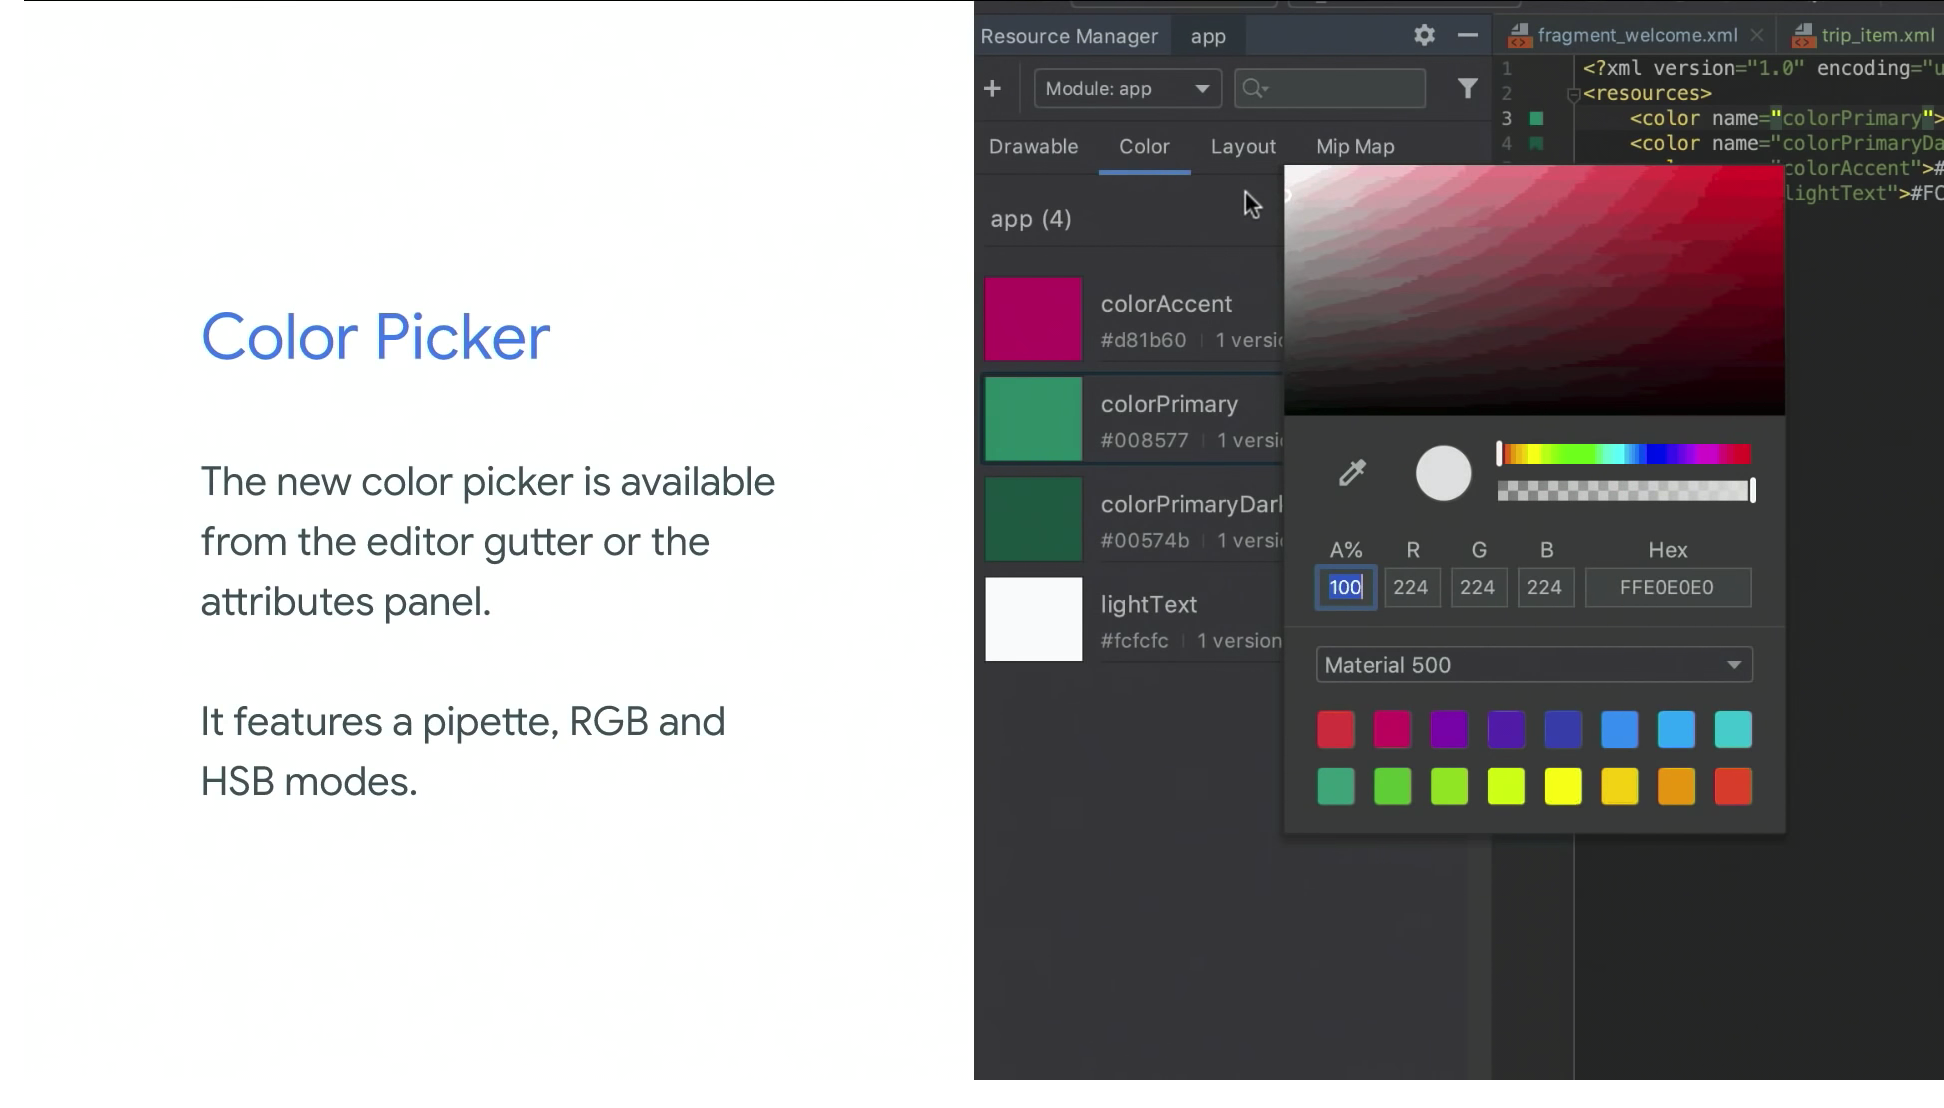 Color Picker
The new color picker is available
from the editor gutter or the
attributes panel.
It features a pipette, RGB and
HSB modes.
Resource Manager app
Module: app
Drawable Color Layout Mip Map
app (4)
colorAccent
#d81b60 1 versio
colorPrimary
#008577 1 versi
colorPrimaryDark
#00574b 1 versi
lightText
#fcfcfc 1 version
fragment_welcome.xml trip_item.xml
1 <?xml version="1.0" encoding="u
2 <resources>
3 <color name="colorPrimary">
4 <color name="colorPrimaryDa
colorAccent">#
lightText">#FC
A% R G B Hex
100 224 224 224 FFE0E0E0
Material 500